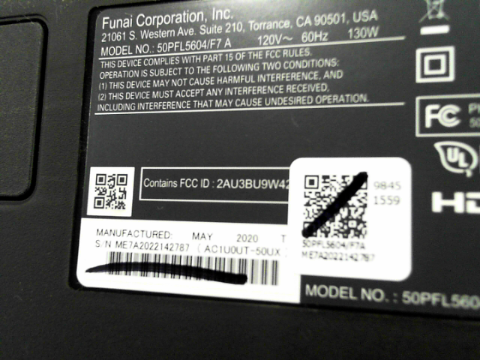 Funai Corporation, Inc.
21061 S. Western Ave. Suite 210, Torrance, CA 90501, USA
MODEL NO.: 50PFL5604/F7 A 120V~ 60Hz 130W
THIS DEVICE COMPLIES WITH PART 15 OF THE FCC RULES.
OPERATION IS SUBJECT TO THE FOLLOWING TWO CONDITIONS:
(1) THIS DEVICE MAY NOT CAUSE HARMFUL INTERFERENCE, AND
(2) THIS DEVICE MUST ACCEPT ANY INTERFERENCE RECEIVED,
INCLUDING INTERFERENCE THAT MAY CAUSE UNDESIRED OPERATION.
FC
UL
Contains FCC ID : 2AU3BU9W42
9845
1559
50PFL5604/F7A
ME7A2022142787
MANUFACTURED: MAY 2020
S/N ME7A2022142787 ( AC1U0UT-50UX )
MODEL NO. : 50PFL560